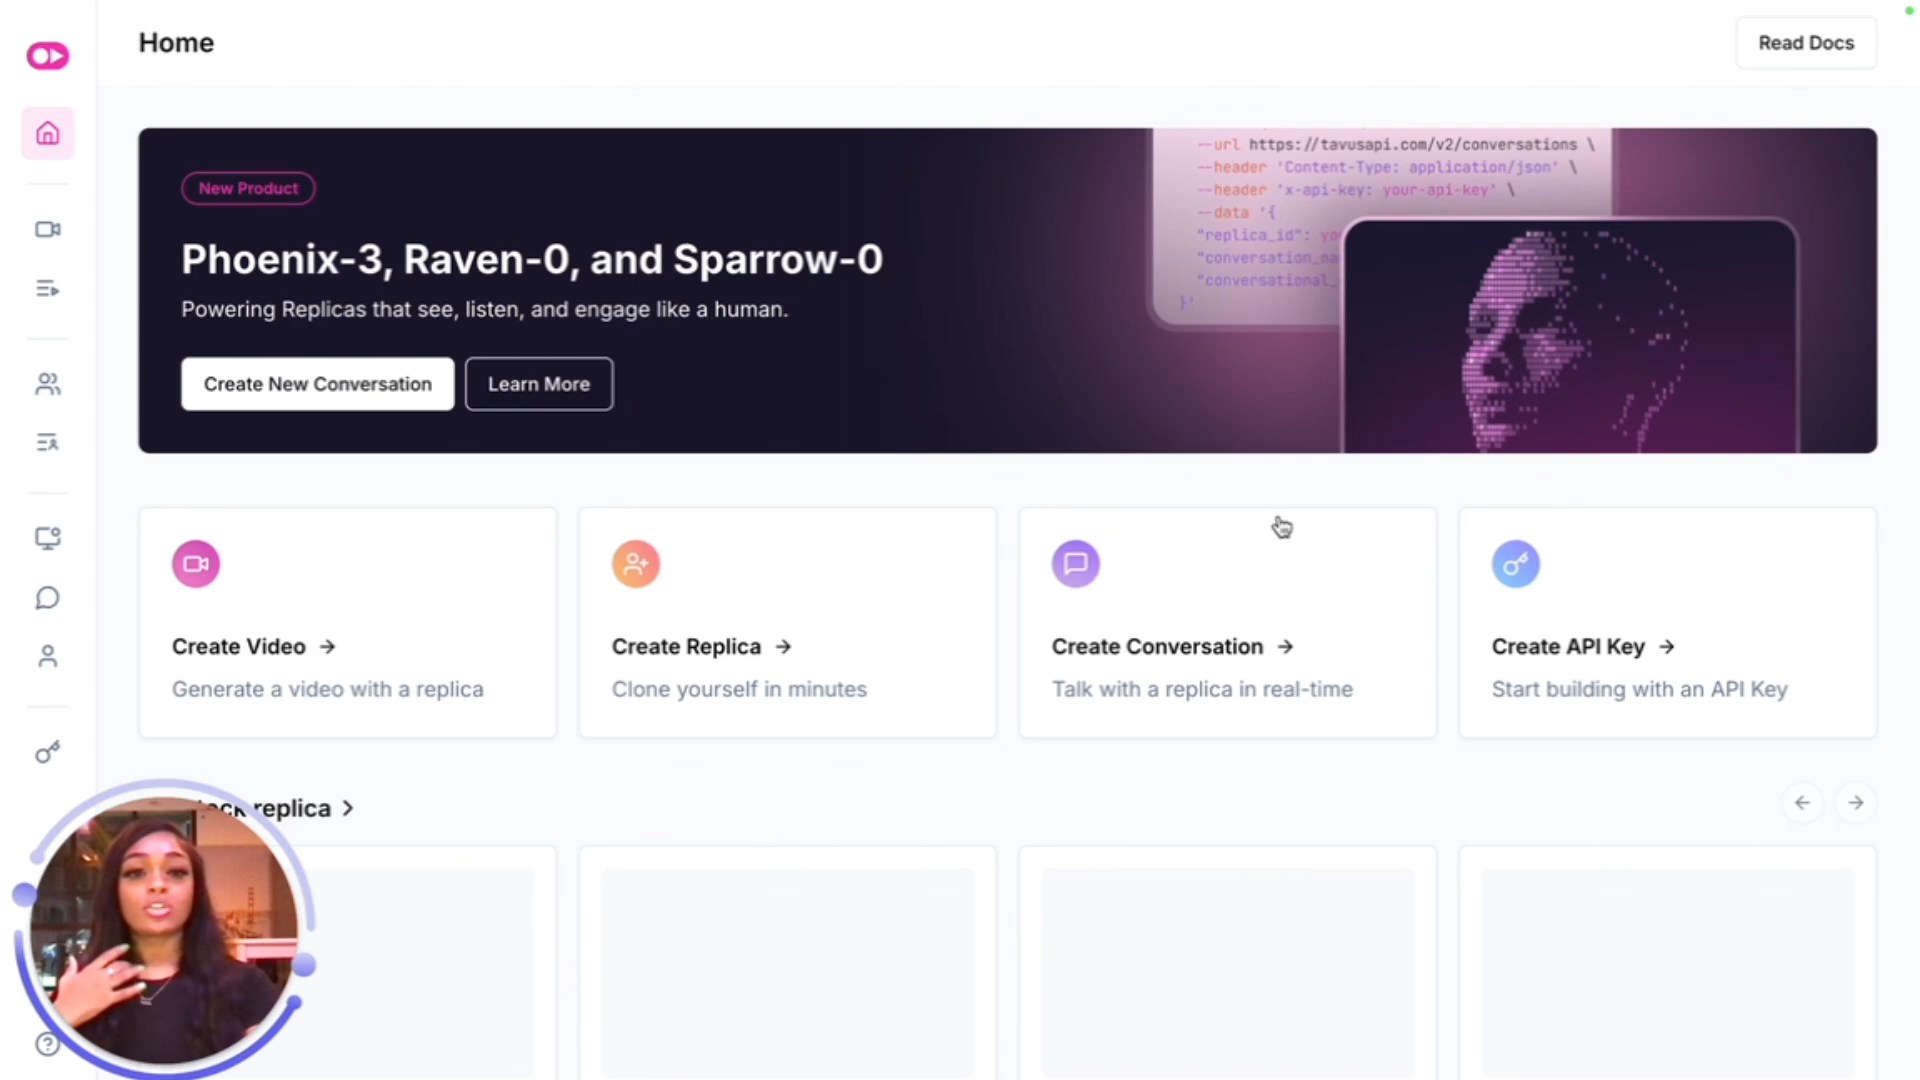 Home
Read Docs
New Product
Phoenix-3, Raven-0, and Sparrow-0
Powering Replicas that see, listen, and engage like a human.
Create New Conversation
Learn More
--url https://tavusapi.com/v2/conversations \
--header 'Content-Type: application/json' \
--header 'x-api-key: your-api-key' \
--data '{
"replica_id":
"conversation_
"conversational_
}'
Create Video →
Generate a video with a replica
Create Replica →
Clone yourself in minutes
Create Conversation →
Talk with a replica in real-time
Create API Key →
Start building with an API Key
replica >